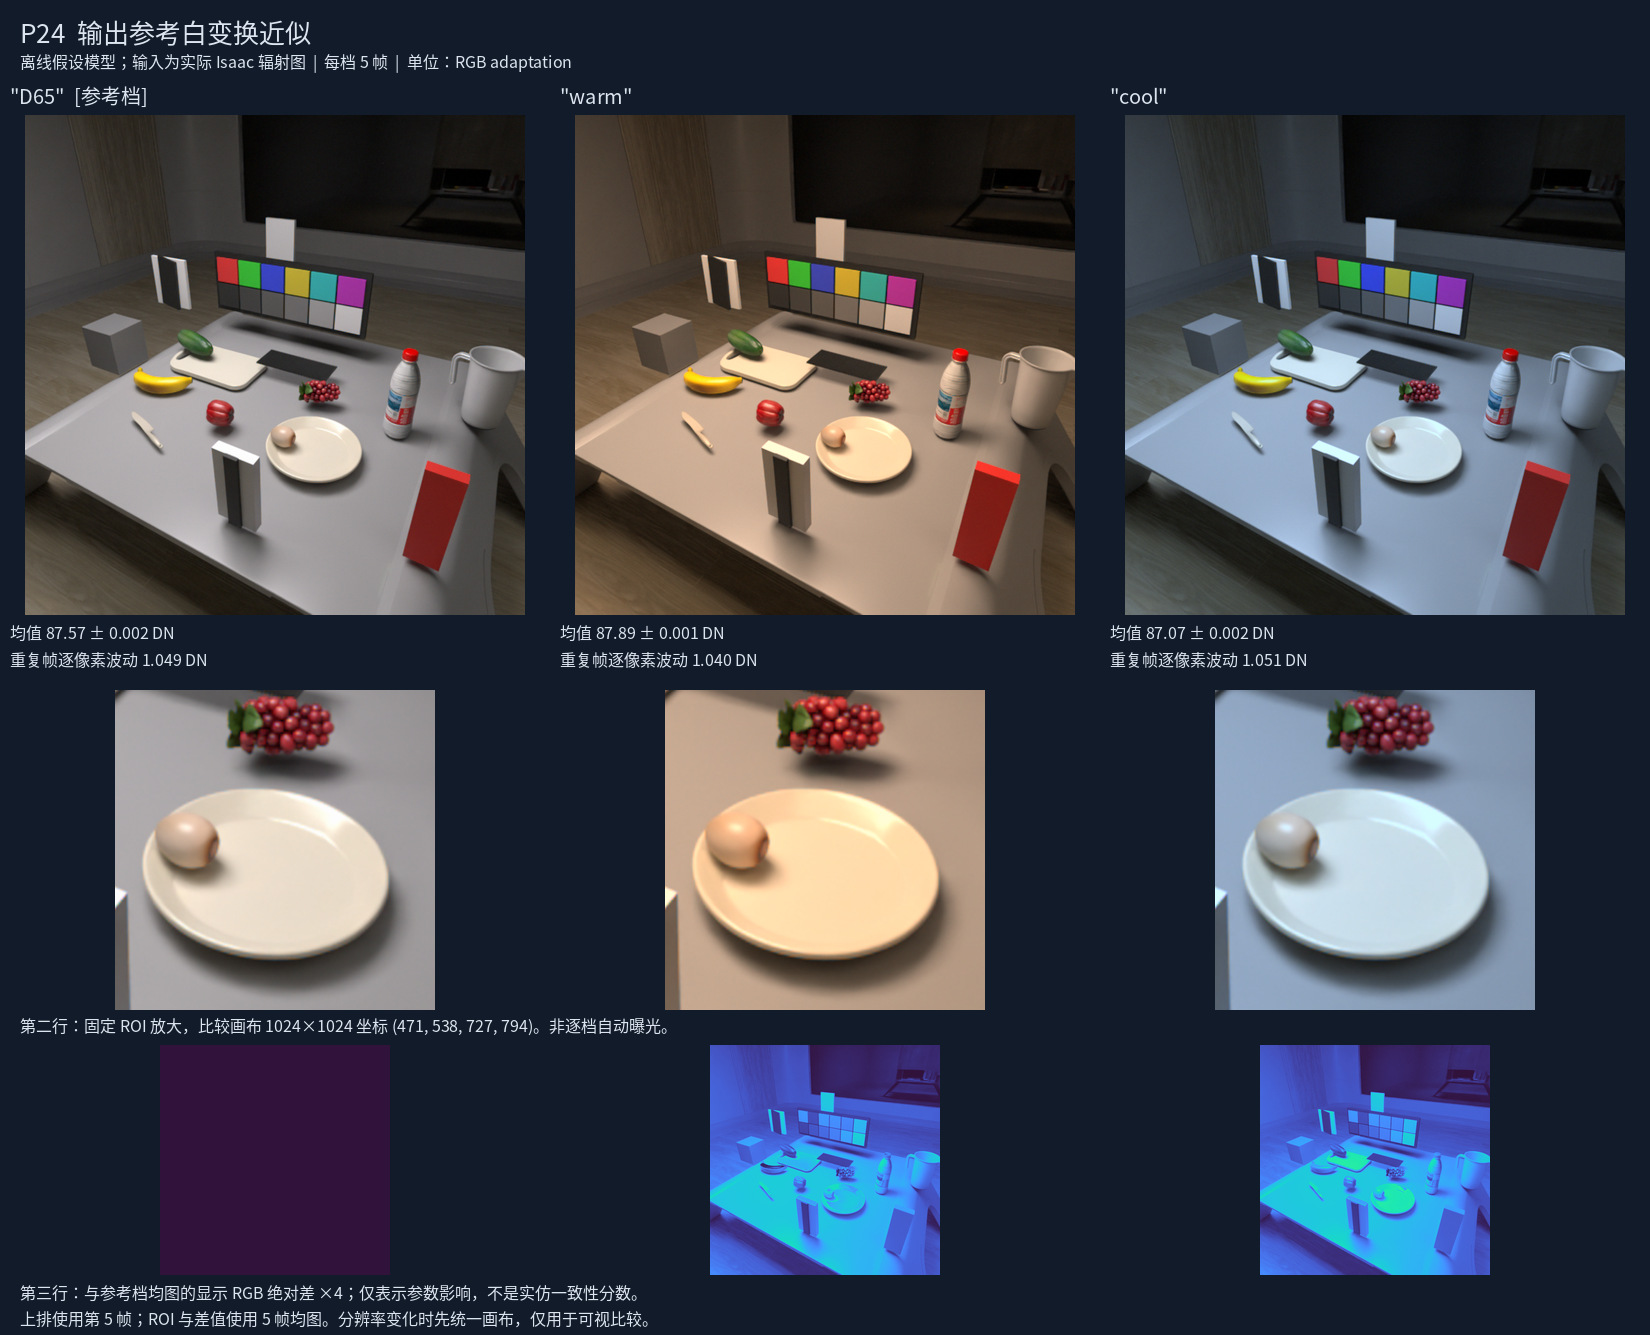 P24 输出参考白变换近似
离线假设模型；输入为实际 Isaac 辐射图 | 每档 5 帧 | 单位：RGB adaptation
"D65" [参考档]
"warm"
"cool"
均值 87.57 ± 0.002 DN
重复帧逐像素波动 1.049 DN
均值 87.89 ± 0.001 DN
重复帧逐像素波动 1.040 DN
均值 87.07 ± 0.002 DN
重复帧逐像素波动 1.051 DN
第二行：固定 ROI 放大，比较画布 1024×1024 坐标 (471, 538, 727, 794)。非逐档自动曝光。
第三行：与参考档均图的显示 RGB 绝对差 ×4；仅表示参数影响，不是实仿一致性分数。
上排使用第 5 帧；ROI 与差值使用 5 帧均图。分辨率变化时先统一画布，仅用于可视比较。